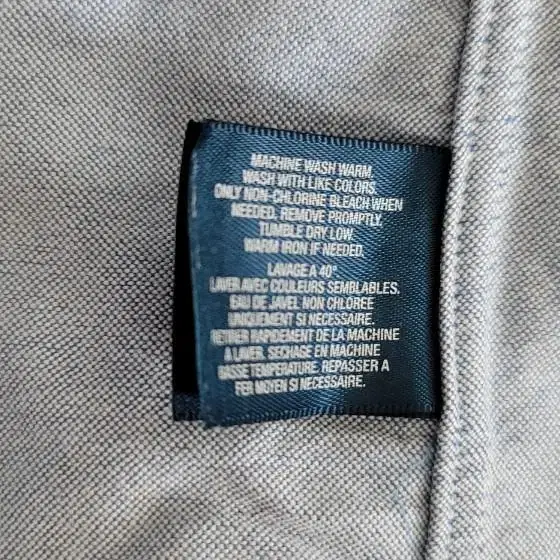 MACHINE WASH WARM.
WASH WITH LIKE COLORS.
ONLY NON-CHLORINE BLEACH WHEN
NEEDED, REMOVE PROMPTLY.
TUMBLE DRY LOW.
WARM IRON IF NEEDED.
LAVAGE A 40°.
LAVER AVEC COULEURS SEMBLABLES.
EAU DE JAVEL NON CHLOREE
UNIQUEMENT SI NECESSAIRE.
RETIRER RAPIDEMENT DE LA MACHINE
A LAVER. SECHAGE EN MACHINE
BASSE TEMPERATURE. REPASSER A
FER MOYEN SI NECESSAIRE.